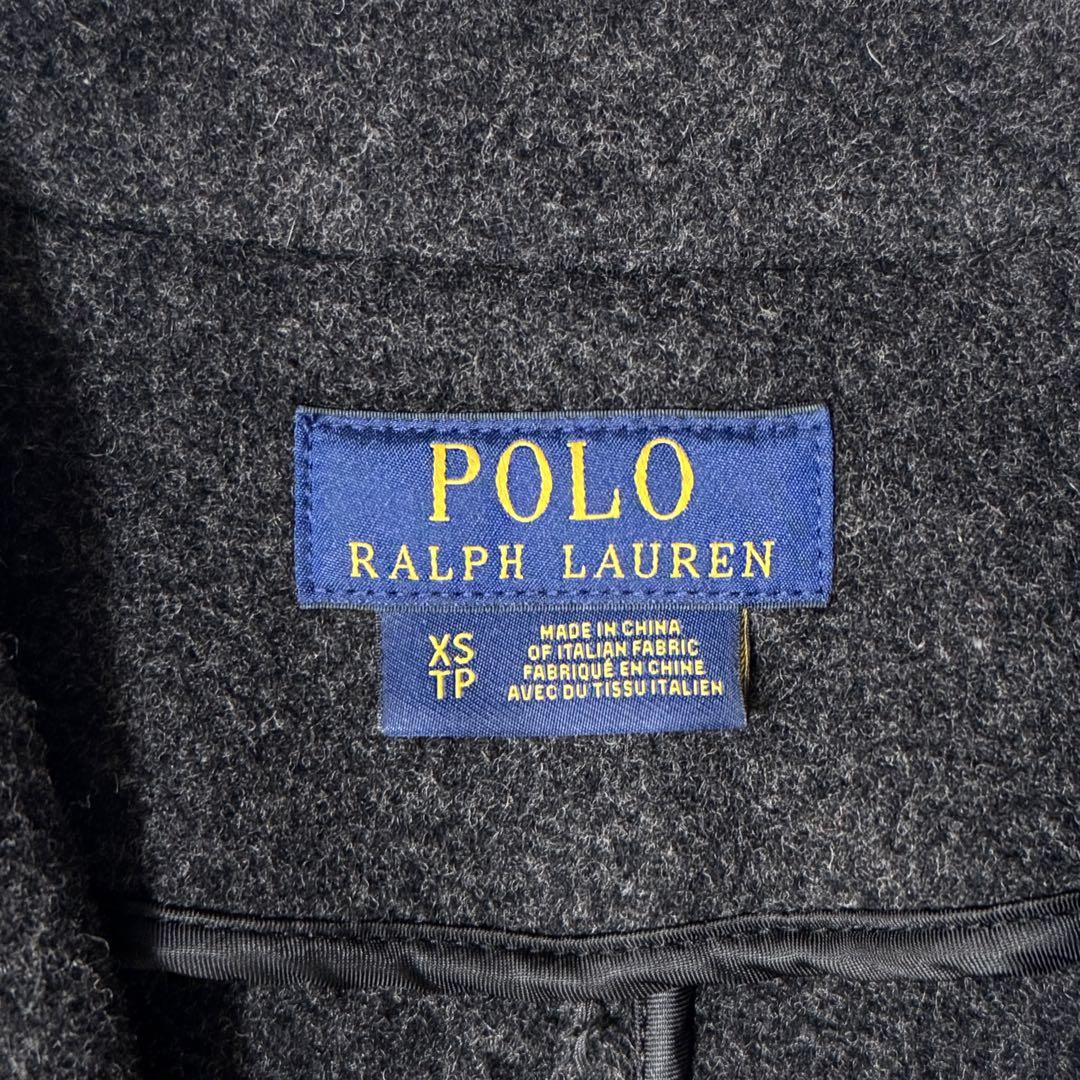 POLO
RALPH LAUREN
XS
TP
MADE IN CHINA
OF ITALIAN FABRIC
FABRIQUÉ EN CHINE
AVEC DU TISSU ITALIEN